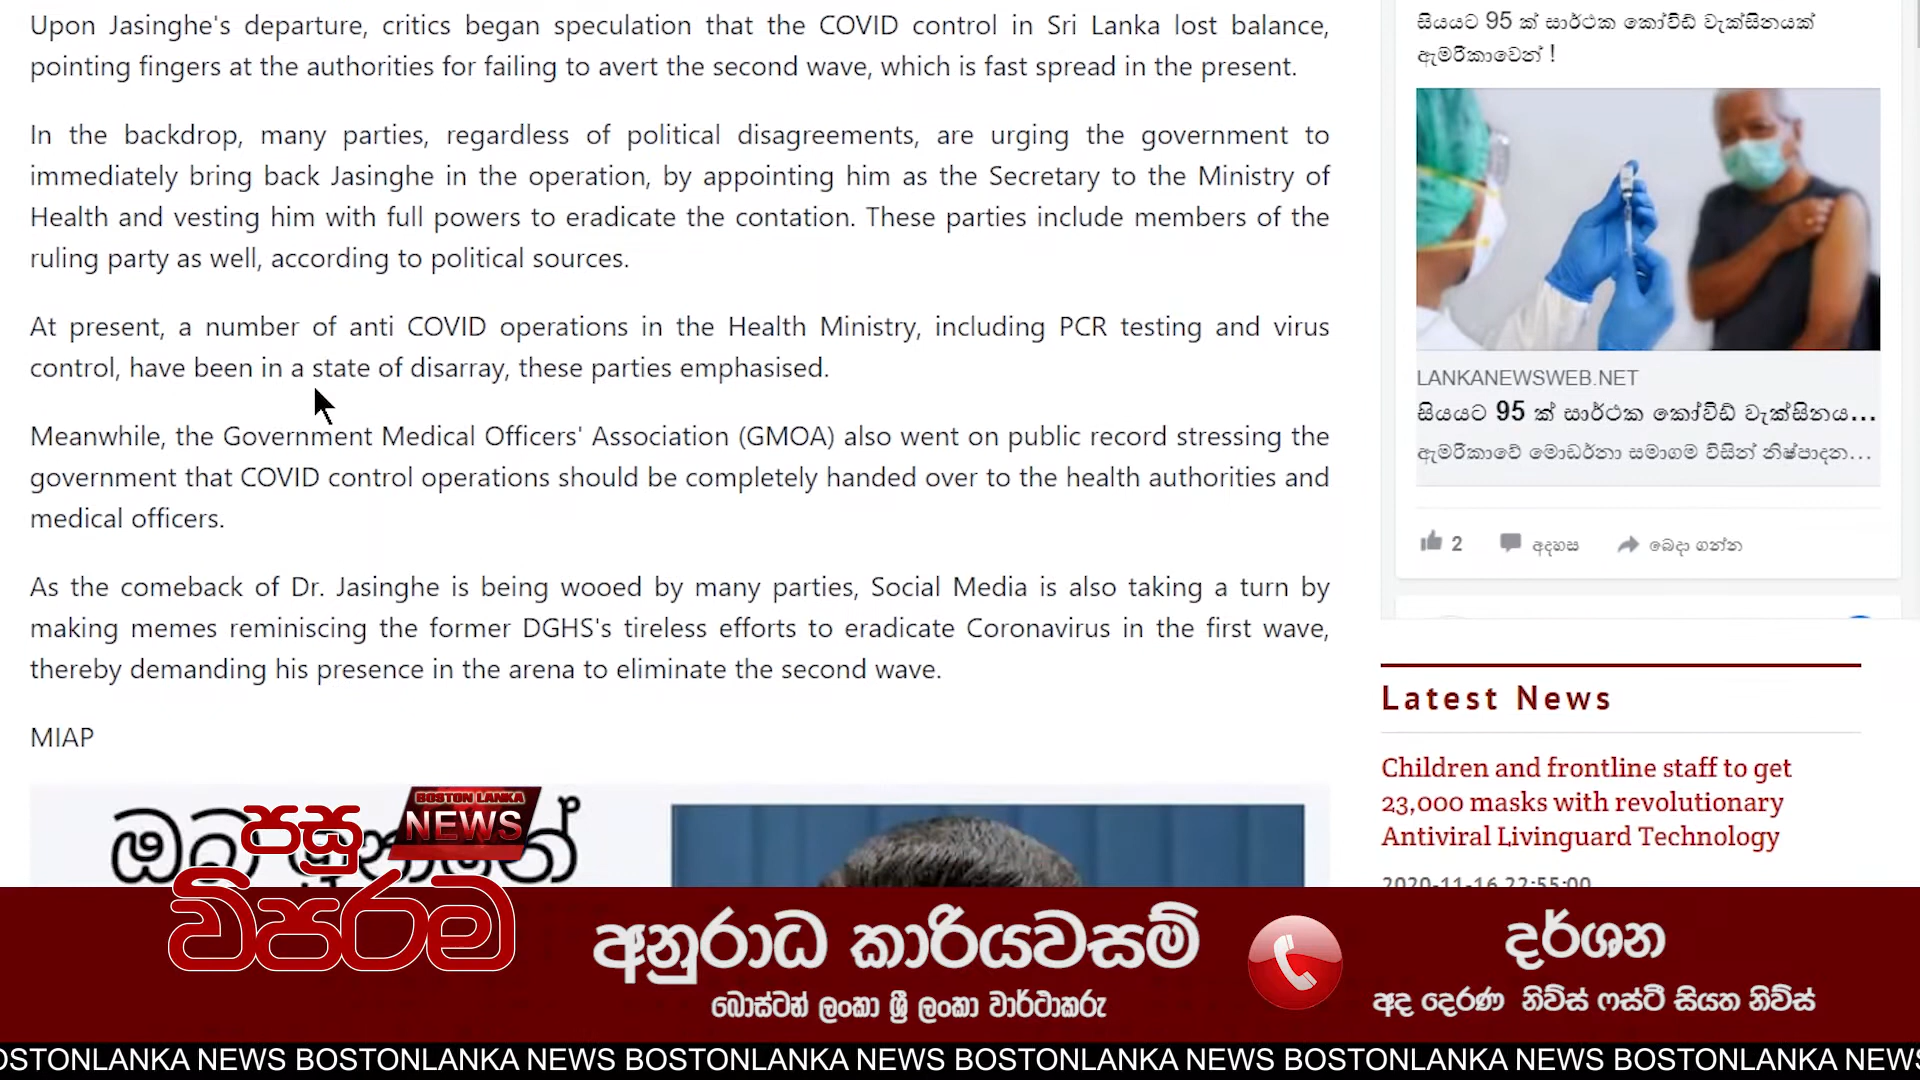 Upon Jasinghe's departure, critics began speculation that the COVID control in Sri Lanka lost balance,
pointing fingers at the authorities for failing to avert the second wave, which is fast spread in the present.
In the backdrop, many parties, regardless of political disagreements, are urging the government to
immediately bring back Jasinghe in the operation, by appointing him as the Secretary to the Ministry of
Health and vesting him with full powers to eradicate the contation. These parties include members of the
ruling party as well, according to political sources.
At present, a number of anti COVID operations in the Health Ministry, including PCR testing and virus
control, have been in a state of disarray, these parties emphasised.
Meanwhile, the Government Medical Officers' Association (GMOA) also went on public record stressing the
government that COVID control operations should be completely handed over to the health authorities and
medical officers.
As the comeback of Dr. Jasinghe is being wooed by many parties, Social Media is also taking a turn by
making memes reminiscing the former DGHS's tireless efforts to eradicate Coronavirus in the first wave,
thereby demanding his presence in the arena to eliminate the second wave.
MIAP
සියයට 95 ක් සාර්ථක කෝවිඩ් වැක්සිනයක්
ඇමරිකාවෙන් !
LANKANEWSWEB.NET
සියයට 95 ක් සාර්ථක කෝවිඩ් වැක්සිනය...
ඇමරිකාවේ මොඩර්නා සමාගම විසින් නිෂ්පාදන...
2 අදහස බෙදා ගන්න
Latest News
Children and frontline staff to get
23,000 masks with revolutionary
Antiviral Livinguard Technology
2020-11-16 22:55:00
ඔබ
පසු
විපරම
BOSTON LANKA
NEWS
අනුරාධ කාරියවසම්
බොස්ටන් ලංකා ශ්‍රී ලංකා වාර්ථාකරු
දර්ශන
අද දෙරණ නිව්ස් ෆස්ට් සියත නිව්ස්
OSTONLANKA NEWS BOSTONLANKA NEWS BOSTONLANKA NEWS BOSTONLANKA NEWS BOSTONLANKA NEWS BOSTONLANKA NEWS